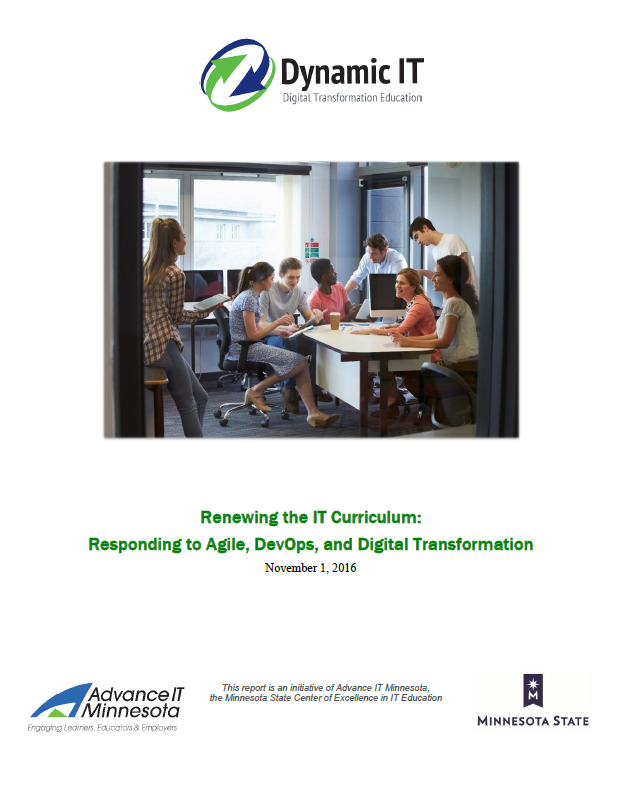 Dynamic IT
Digital Transformation Education
Renewing the IT Curriculum:
Responding to Agile, DevOps, and Digital Transformation
November 1, 2016
Advance IT
Minnesota
Engaging Learners, Educators & Employers
This report is an initiative of Advance IT Minnesota,
the Minnesota State Center of Excellence in IT Education
M
MINNESOTA STATE